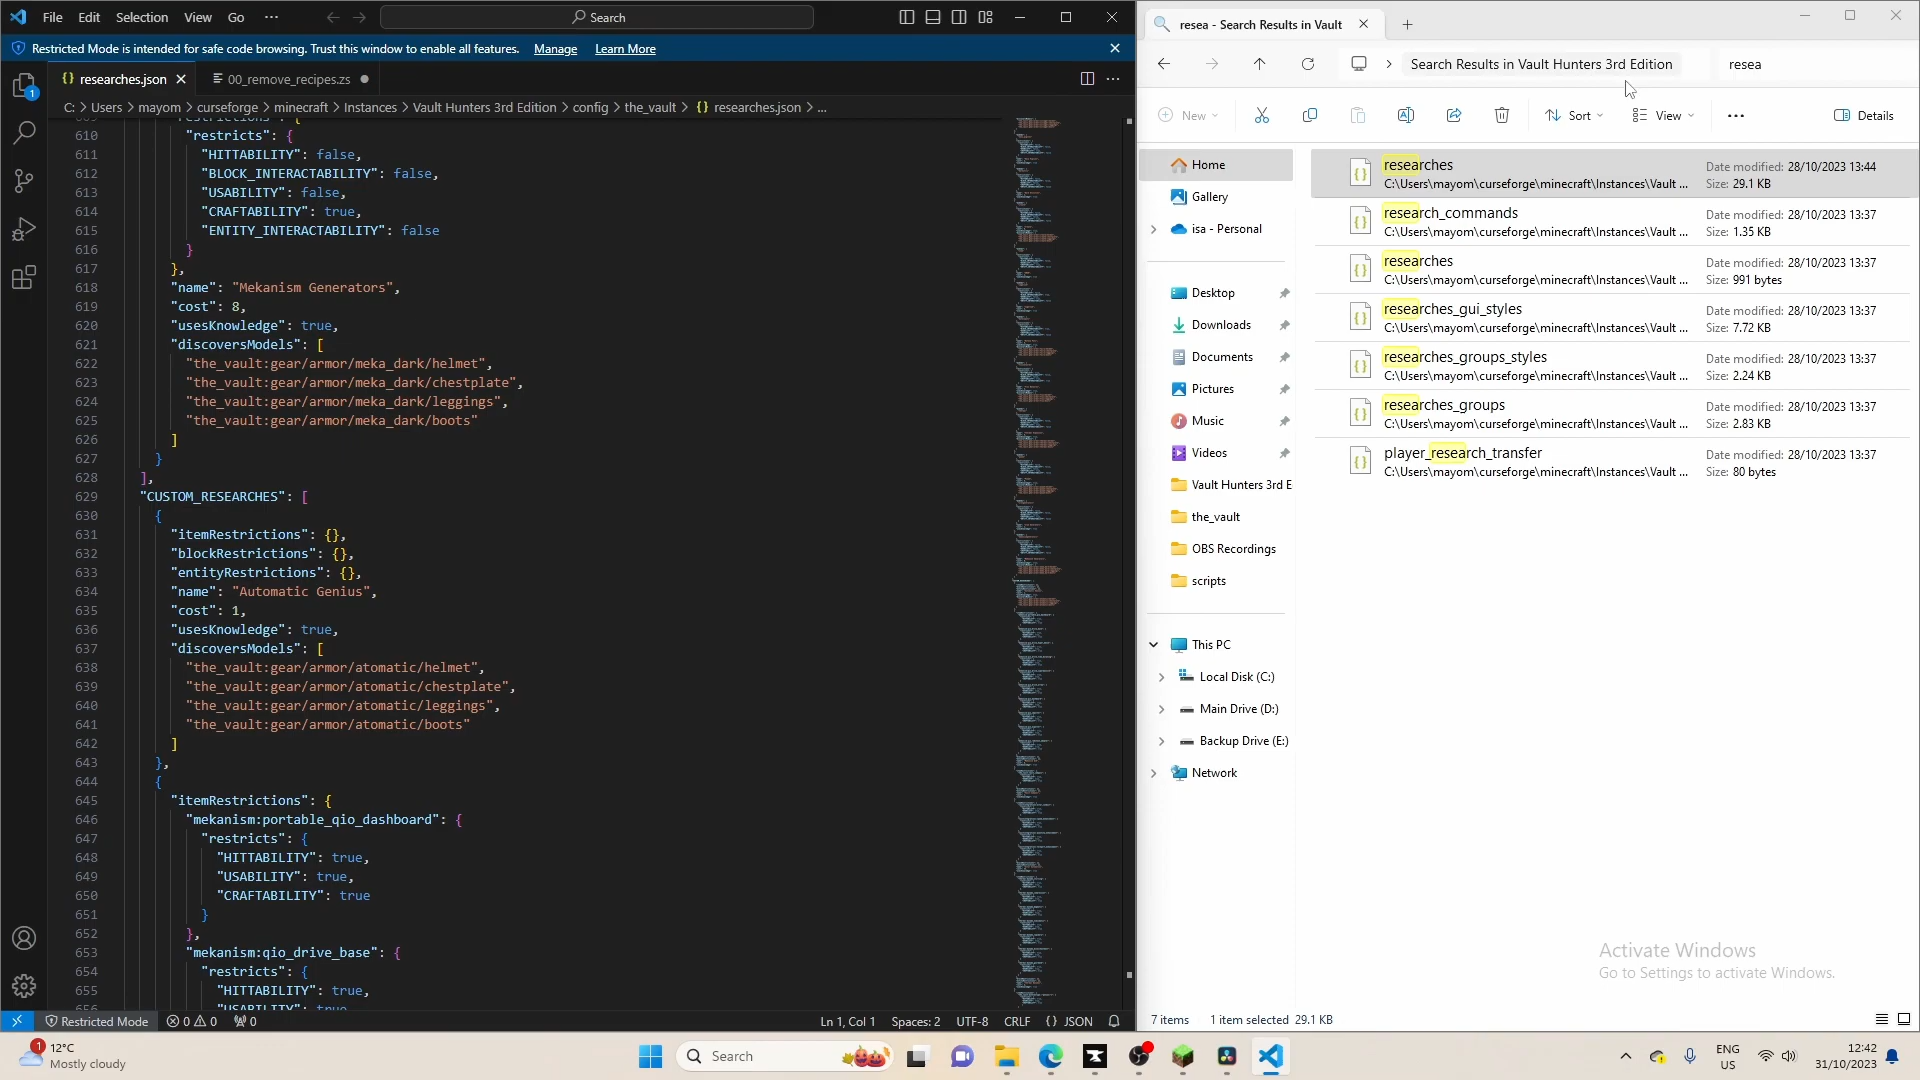 File Edit Selection View Go ···
Search
Restricted Mode is intended for safe code browsing. Trust this window to enable all features. Manage Learn More
{} researches.json
00_remove_recipes.zs
C: > Users > mayom > curseforge > minecraft > Instances > Vault Hunters 3rd Edition > config > the_vault > {} researches.json > ...
610 "restricts": {
611 "HITTABILITY": false,
612 "BLOCK_INTERACTABILITY": false,
613 "USABILITY": false,
614 "CRAFTABILITY": true,
615 "ENTITY_INTERACTABILITY": false
616 }
617 },
618 "name": "Mekanism Generators",
619 "cost": 8,
620 "usesKnowledge": true,
621 "discoversModels": [
622 "the_vault:gear/armor/meka_dark/helmet",
623 "the_vault:gear/armor/meka_dark/chestplate",
624 "the_vault:gear/armor/meka_dark/leggings",
625 "the_vault:gear/armor/meka_dark/boots"
626 ]
627 }
628 ],
629 "CUSTOM_RESEARCHES": [
630 {
631 "itemRestrictions": {},
632 "blockRestrictions": {},
633 "entityRestrictions": {},
634 "name": "Automatic Genius",
635 "cost": 1,
636 "usesKnowledge": true,
637 "discoversModels": [
638 "the_vault:gear/armor/atomatic/helmet",
639 "the_vault:gear/armor/atomatic/chestplate",
640 "the_vault:gear/armor/atomatic/leggings",
641 "the_vault:gear/armor/atomatic/boots"
642 ]
643 },
644 {
645 "itemRestrictions": {
646 "mekanism:portable_qio_dashboard": {
647 "restricts": {
648 "HITTABILITY": true,
649 "USABILITY": true,
650 "CRAFTABILITY": true
651 }
652 },
653 "mekanism:qio_drive_base": {
654 "restricts": {
655 "HITTABILITY": true,
Restricted Mode 0 0 0
Ln 1, Col 1 Spaces: 2 UTF-8 CRLF {} JSON
resea - Search Results in Vault
Search Results in Vault Hunters 3rd Edition
resea
New Sort View ··· Details
Home
Gallery
isa - Personal
Desktop
Downloads
Documents
Pictures
Music
Videos
Vault Hunters 3rd E
the_vault
OBS Recordings
scripts
This PC
Local Disk (C:)
Main Drive (D:)
Backup Drive (E:)
Network
researches Date modified: 28/10/2023 13:44
C:\Users\mayom\curseforge\minecraft\Instances\Vault ... Size: 29.1 KB
research_commands Date modified: 28/10/2023 13:37
C:\Users\mayom\curseforge\minecraft\Instances\Vault ... Size: 1.35 KB
researches Date modified: 28/10/2023 13:37
C:\Users\mayom\curseforge\minecraft\Instances\Vault ... Size: 991 bytes
researches_gui_styles Date modified: 28/10/2023 13:37
C:\Users\mayom\curseforge\minecraft\Instances\Vault ... Size: 7.72 KB
researches_groups_styles Date modified: 28/10/2023 13:37
C:\Users\mayom\curseforge\minecraft\Instances\Vault ... Size: 2.24 KB
researches_groups Date modified: 28/10/2023 13:37
C:\Users\mayom\curseforge\minecraft\Instances\Vault ... Size: 2.83 KB
player_research_transfer Date modified: 28/10/2023 13:37
C:\Users\mayom\curseforge\minecraft\Instances\Vault ... Size: 80 bytes
Activate Windows
Go to Settings to activate Windows.
7 items 1 item selected 29.1 KB
1
12°C
Mostly cloudy
Search
ENG
US
12:42
31/10/2023